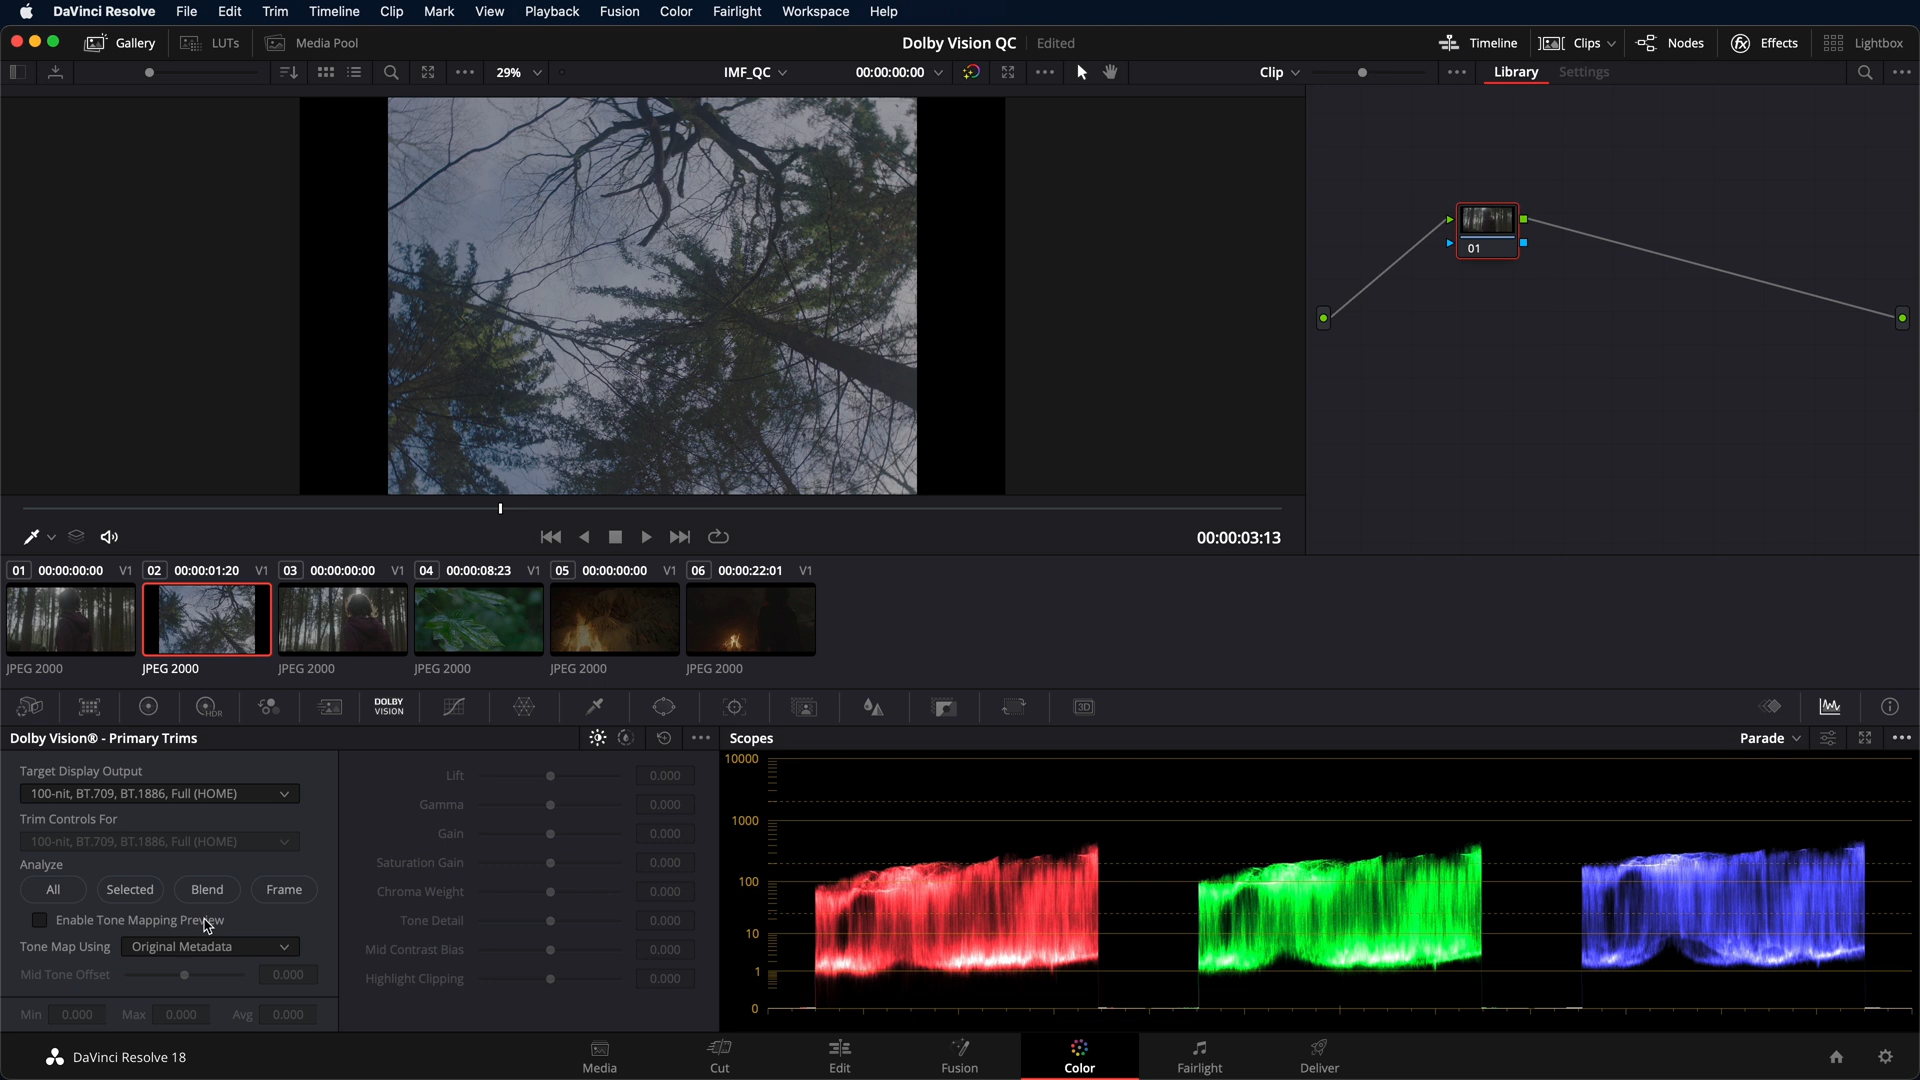 DaVinci Resolve File Edit Trim Timeline Clip Mark View Playback Fusion Color Fairlight Workspace Help
Gallery LUTs Media Pool Dolby Vision QC Edited Timeline Clips Nodes Effects Lightbox
29% IMF_QC 00:00:00:00 Clip Library Settings
01
00:00:03:13
01 00:00:00:00 V1 02 00:00:01:20 V1 03 00:00:00:00 V1 04 00:00:08:23 V1 05 00:00:00:00 V1 06 00:00:22:01 V1
JPEG 2000 JPEG 2000 JPEG 2000 JPEG 2000 JPEG 2000 JPEG 2000
HDR DOLBY VISION 3D
Dolby Vision® - Primary Trims
Target Display Output
100-nit, BT.709, BT.1886, Full (HOME)
Trim Controls For
100-nit, BT.709, BT.1886, Full (HOME)
Analyze
All Selected Blend Frame
Enable Tone Mapping Preview
Tone Map Using Original Metadata
Mid Tone Offset 0.000
Min 0.000 Max 0.000 Avg 0.000
Lift 0.000
Gamma 0.000
Gain 0.000
Saturation Gain 0.000
Chroma Weight 0.000
Tone Detail 0.000
Mid Contrast Bias 0.000
Highlight Clipping 0.000
Scopes Parade
10000
1000
100
10
1
0
DaVinci Resolve 18 Media Cut Edit Fusion Color Fairlight Deliver